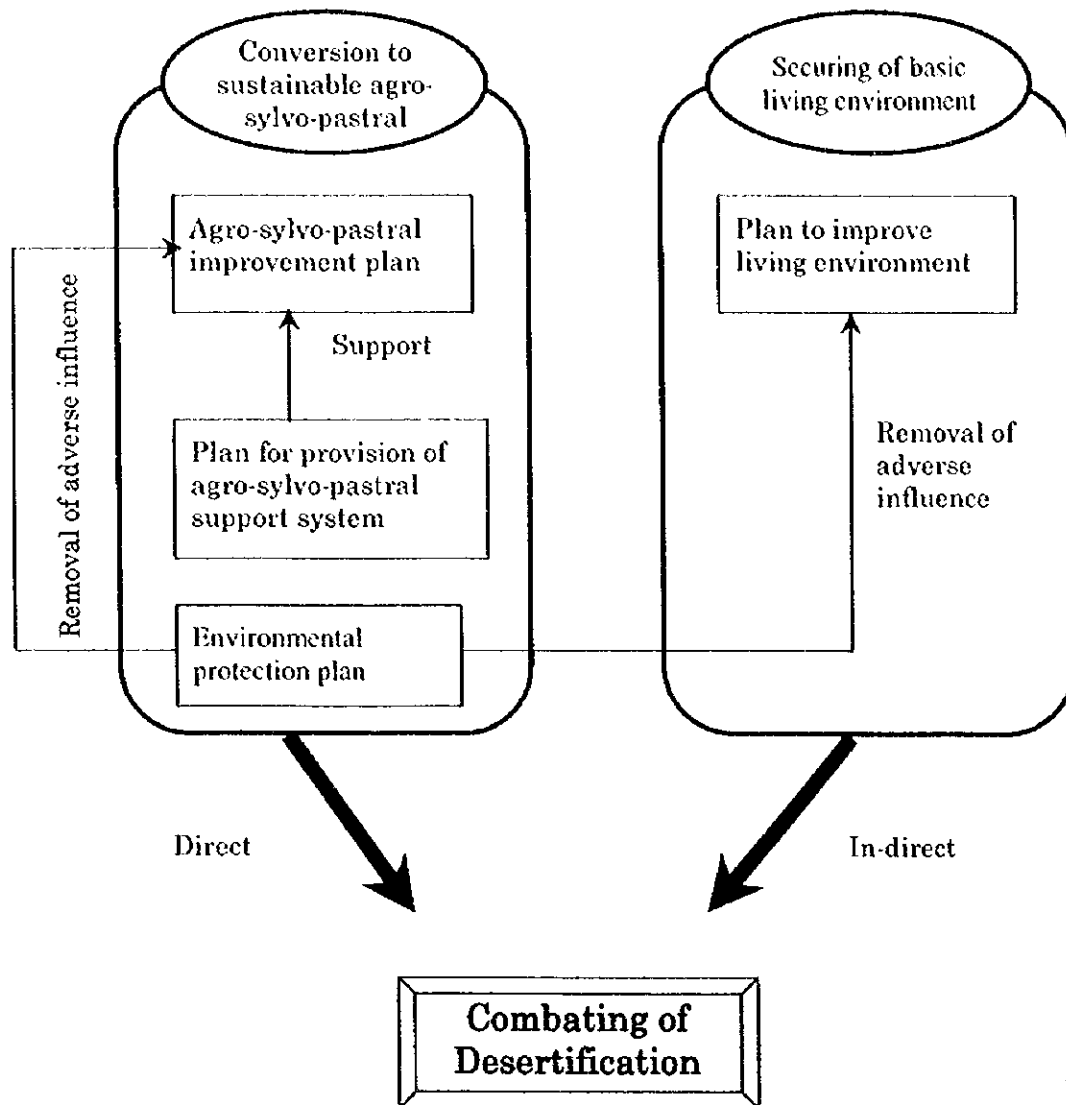 Conversion to
sustainable agro-
sylvo-pastral
Securing of basic
living environment
Agro-sylvo-pastral
improvement plan
Plan to improve
living environment
Removal of adverse influence
Support
Plan for provision of
agro-sylvo-pastral
support system
Removal of
adverse
influence
Environmental
protection plan
Direct
In-direct
Combating of
Desertification